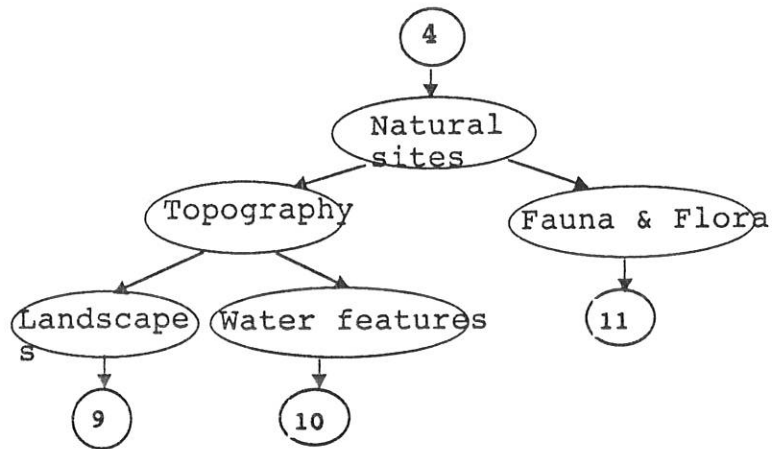 4
Natural
sites
Topography
Fauna & Flora
Landscape
s
Water features
11
9
10